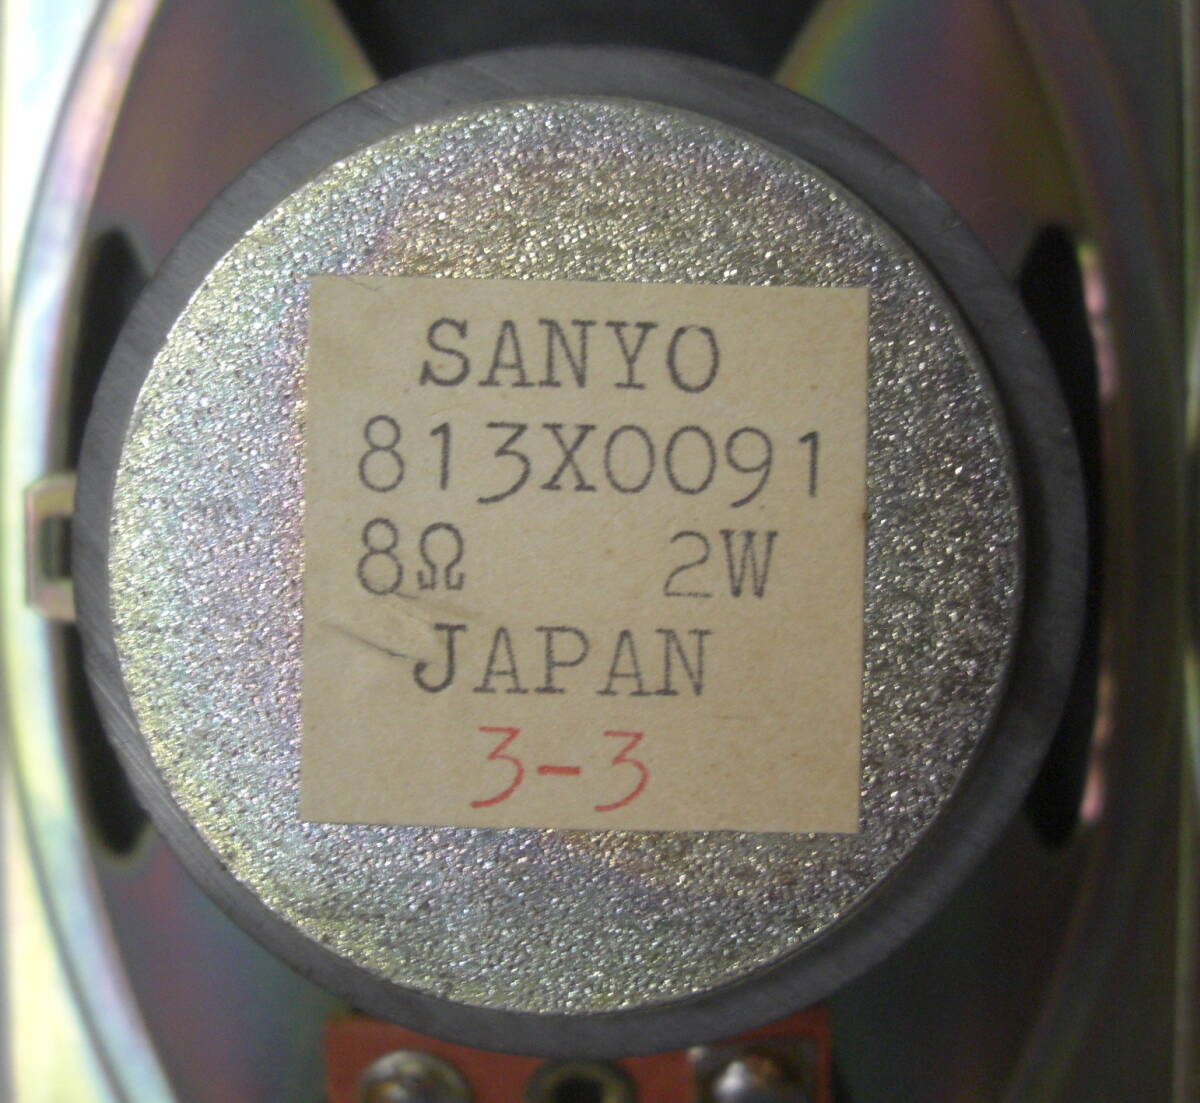 SANYO
813X0091
8Ω 2W
JAPAN
3-3